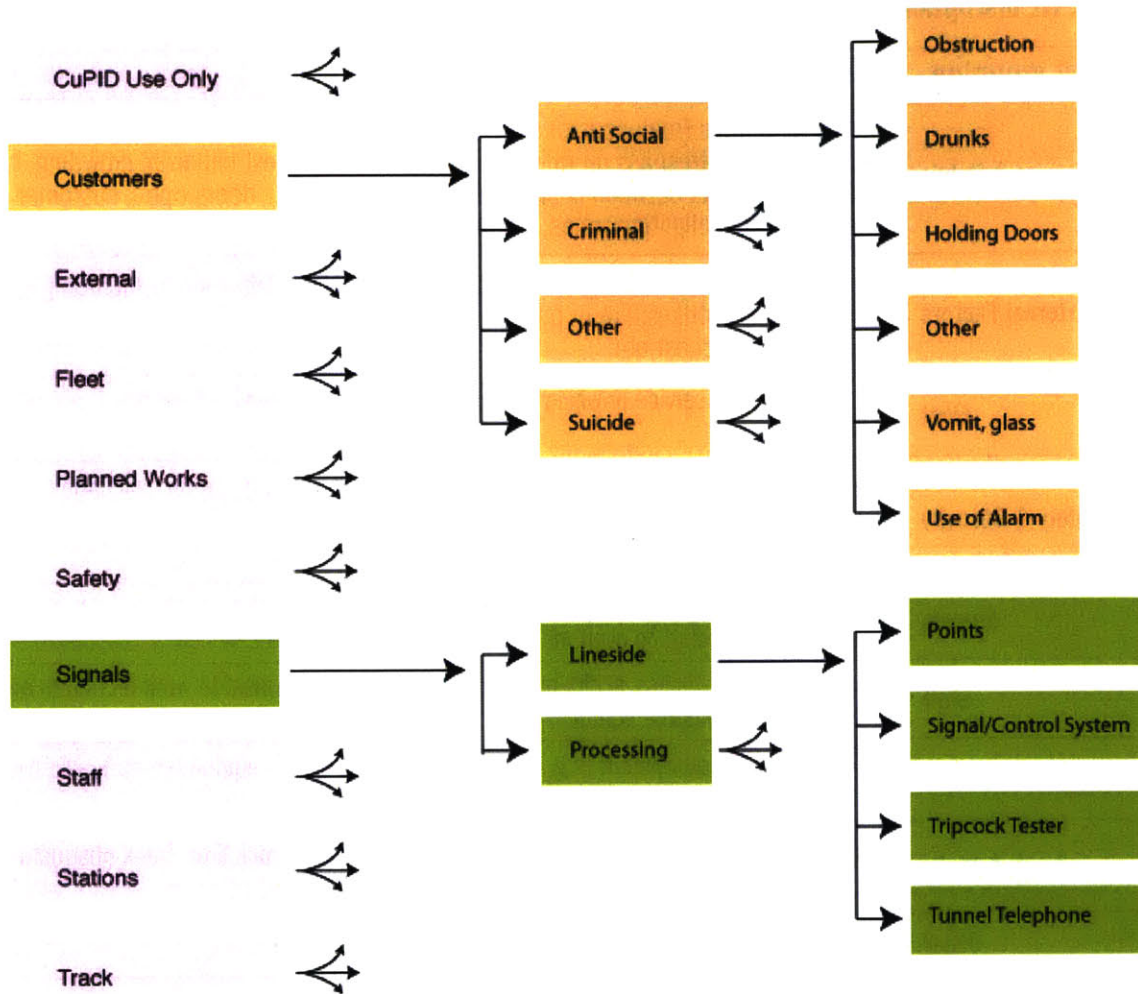 CuPID Use Only
Customers
External
Fleet
Planned Works
Safety
Signals
Staff
Stations
Track
Anti Social
Criminal
Other
Suicide
Lineside
Processing
Obstruction
Drunks
Holding Doors
Other
Vomit, glass
Use of Alarm
Points
Signal/Control System
Tripcock Tester
Tunnel Telephone